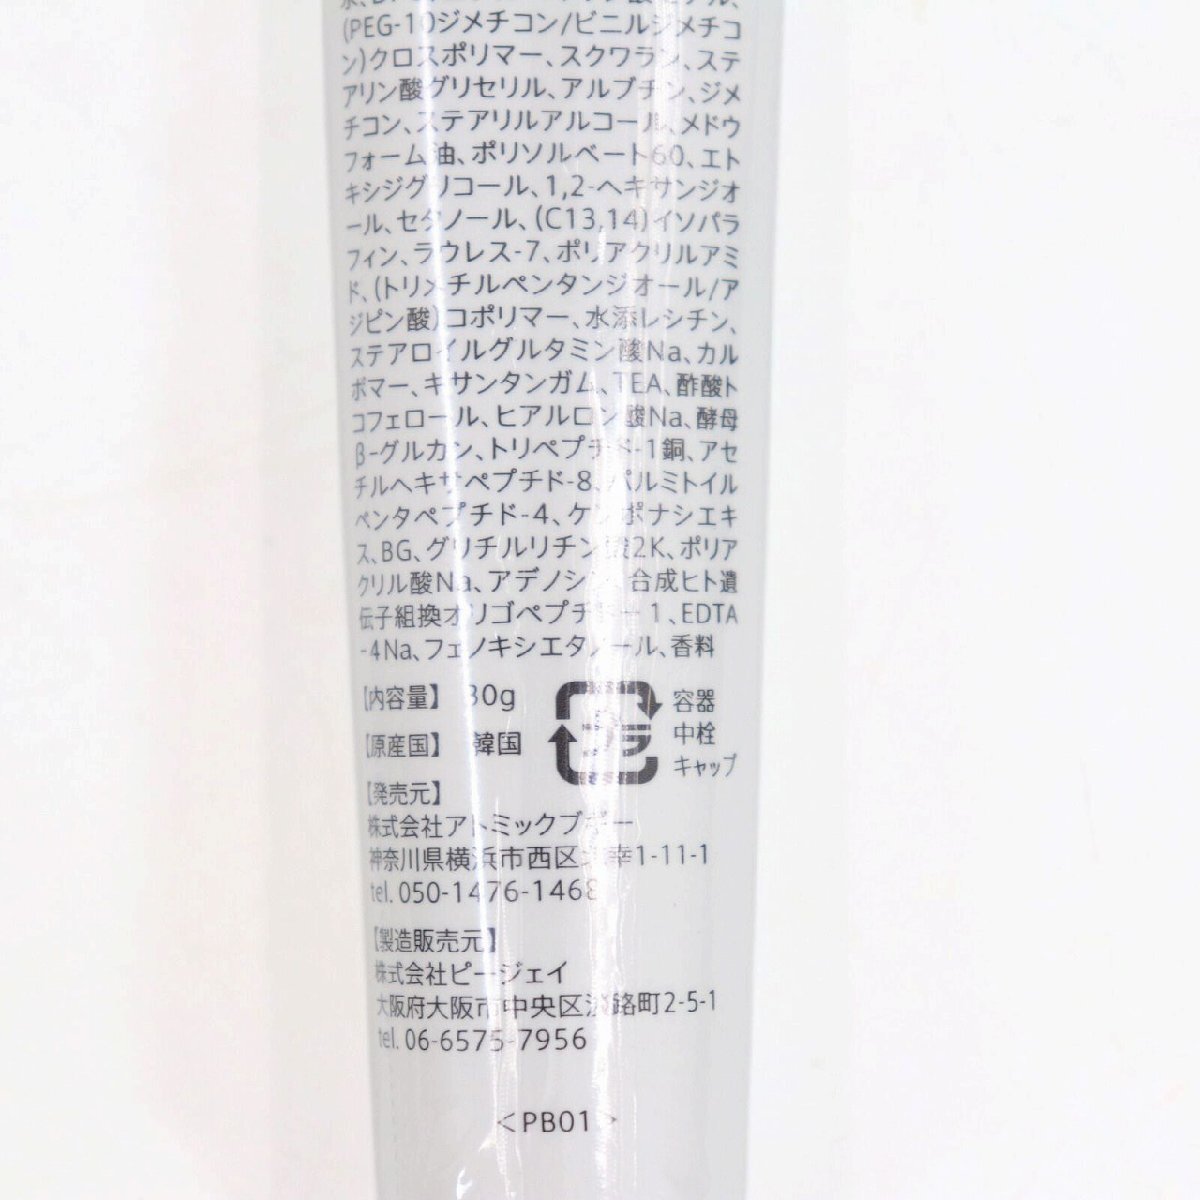 (PEG-10ジメチコン/ビニルジメチコ
ン)クロスポリマー、スクワラン、ステ
アリン酸グリセリル、アルブチン、ジメ
チコン、ステアリルアルコール、メドウ
フォーム油、ポリソルベート60、エト
キシジグリコール、1,2-ヘキサンジオ
ール、セタノール、(C13,14)イソパラ
フィン、ラウレス-7、ポリアクリルアミ
ド、(トリメチルペンタンジオール/ア
ジピン酸)コポリマー、水添レシチン、
ステアロイルグルタミン酸Na、カル
ボマー、キサンタンガム、TEA、酢酸ト
コフェロール、ヒアルロン酸Na、酵母
β-グルカン、トリペプチド-1銅、アセ
チルヘキサペプチド-8、パルミトイル
ペンタペプチド-4、ケンポナシエキ
ス、BG、グリチルリチン酸2K、ポリア
クリル酸Na、アデノシン、合成ヒト遺
伝子組換オリゴペプチドー1、EDTA
-4Na、フェノキシエタノール、香料
【内容量】 30g
【原産国】 韓国
プラ
容器
中栓
キャップ
【発売元】
株式会社アトミックブボー
神奈川県横浜市西区北幸1-11-1
tel. 050-1476-1468
【製造販売元】
株式会社ピージェイ
大阪府大阪市中央区淡路町2-5-1
tel. 06-6575-7956
<PB01>